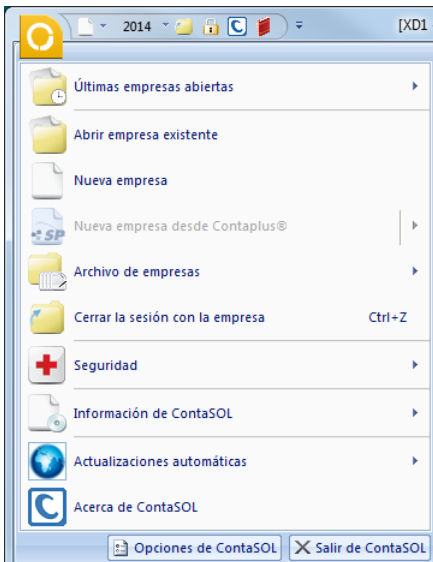 2014
[XD1
Últimas empresas abiertas
Abrir empresa existente
Nueva empresa
SP Nueva empresa desde Contaplus®
Archivo de empresas
Cerrar la sesión con la empresa Ctrl+Z
Seguridad
Información de ContaSOL
Actualizaciones automáticas
C Acerca de ContaSOL
Opciones de ContaSOL Salir de ContaSOL